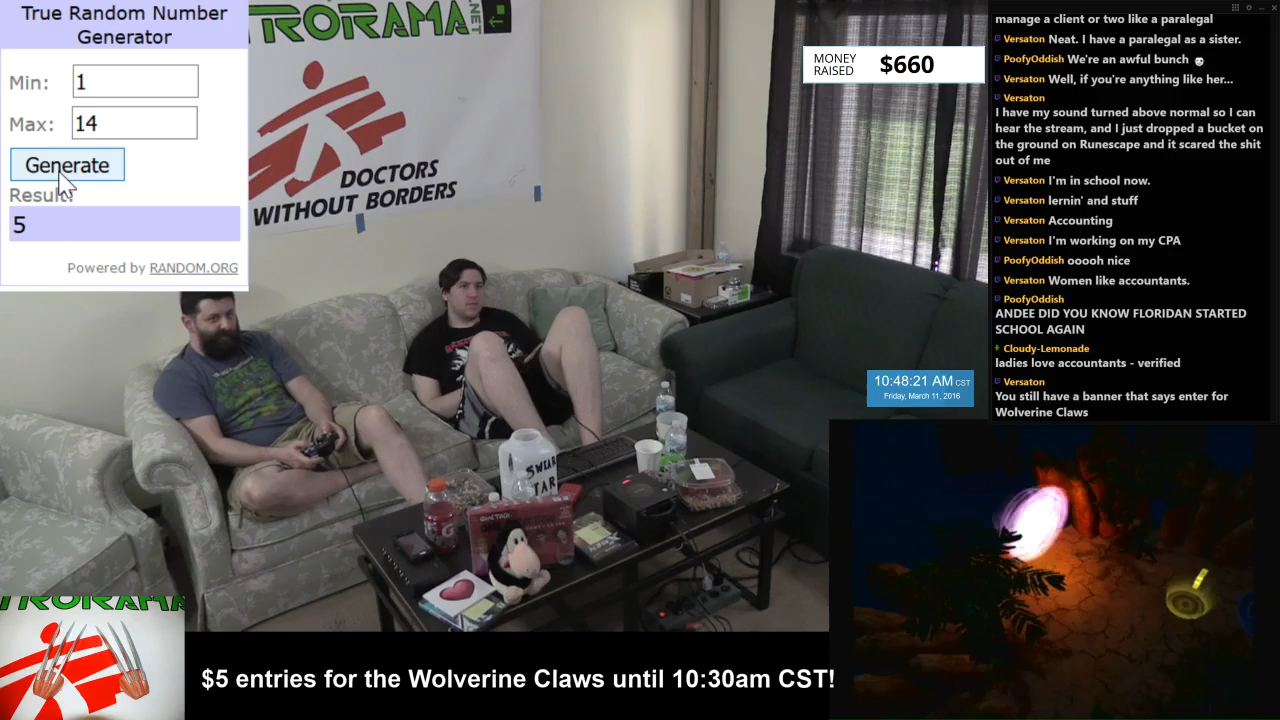 True Random Number
Generator
Min: 1
Max: 14
Generate
Result:
5
Powered by RANDOM.ORG
TRORAMA
.NET
DOCTORS
WITHOUT BORDERS
MONEY
RAISED
$660
manage a client or two like a paralegal
Versaton Neat. I have a paralegal as a sister.
PoofyOddish We're an awful bunch
Versaton Well, if you're anything like her...
Versaton
I have my sound turned above normal so I can
hear the stream, and I just dropped a bucket on
the ground on Runescape and it scared the shit
out of me
Versaton I'm in school now.
Versaton lernin' and stuff
Versaton Accounting
Versaton I'm working on my CPA
PoofyOddish ooooh nice
Versaton Women like accountants.
PoofyOddish
ANDEE DID YOU KNOW FLORIDAN STARTED
SCHOOL AGAIN
Cloudy-Lemonade
ladies love accountants - verified
Versaton
You still have a banner that says enter for
Wolverine Claws
10:48:21 AM CST
Friday, March 11, 2016
SWEAR
JAR
TRORAMA
$5 entries for the Wolverine Claws until 10:30am CST!